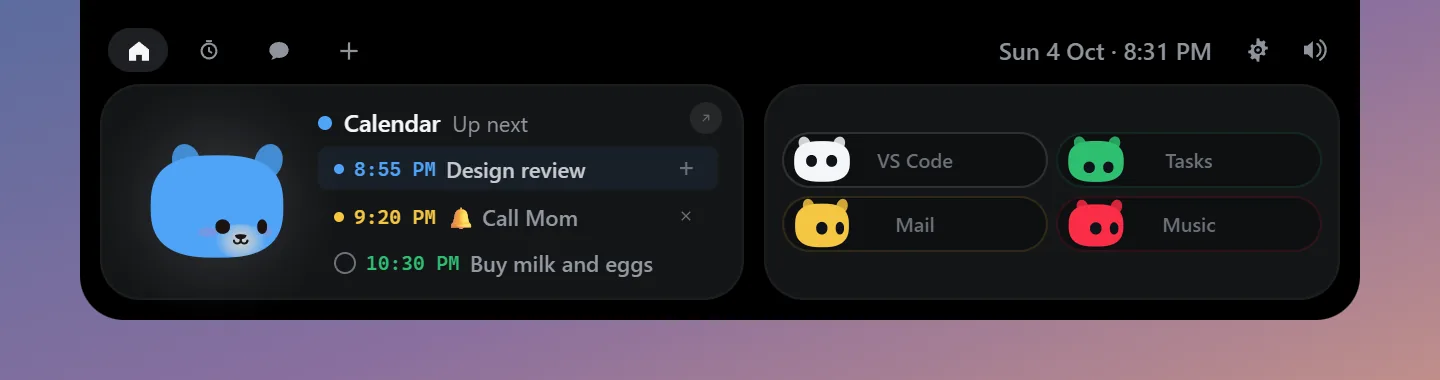 Sun 4 Oct · 8:31 PM
Calendar Up next
8:55 PM Design review
9:20 PM 🔔 Call Mom
10:30 PM Buy milk and eggs
VS Code
Tasks
Mail
Music